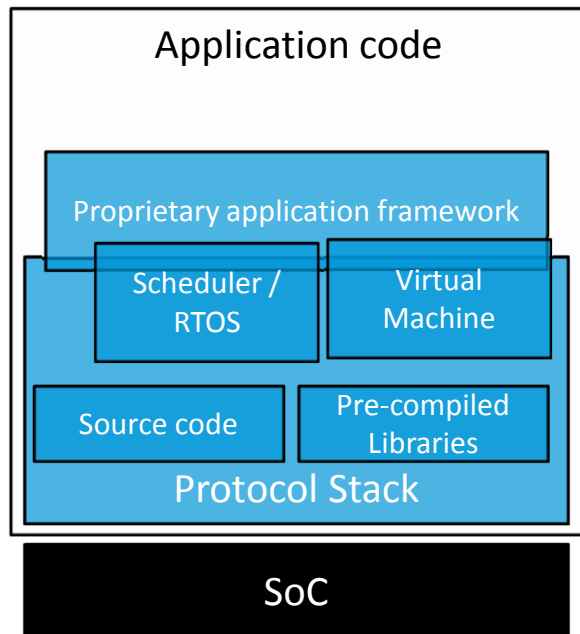 Application code
Proprietary application framework
Scheduler /
RTOS
Virtual
Machine
Source code
Pre-compiled
Libraries
Protocol Stack
SoC